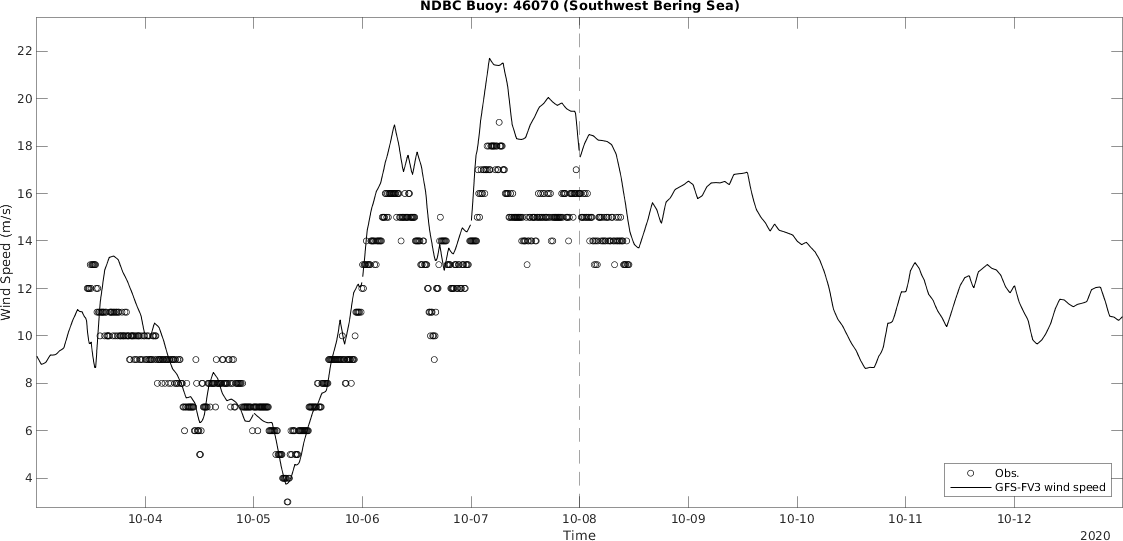 NDBC Buoy: 46070 (Southwest Bering Sea)
22
20
18
16
14
12
10
8
6
4
Wind Speed (m/s)
Obs.
GFS-FV3 wind speed
10-04 10-05 10-06 10-07 10-08 10-09 10-10 10-11 10-12
Time
2020